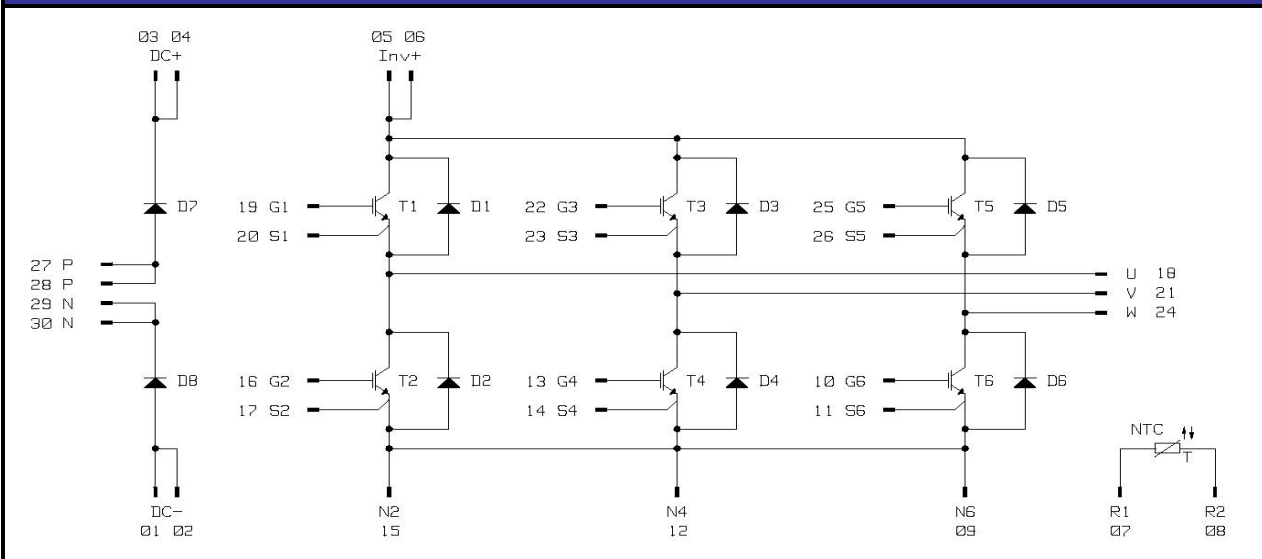 03 04 05 06
DC+ Inv+
D7 19 G1 T1 D1 22 G3 T3 D3 25 G5 T5 D5
20 S1 23 S3 26 S5
27 P U 18
28 P V 21
29 N W 24
30 N
D8 16 G2 T2 D2 13 G4 T4 D4 10 G6 T6 D6
17 S2 14 S4 11 S6
NTC
T
DC- N2 N4 N6 R1 R2
01 02 15 12 09 07 08